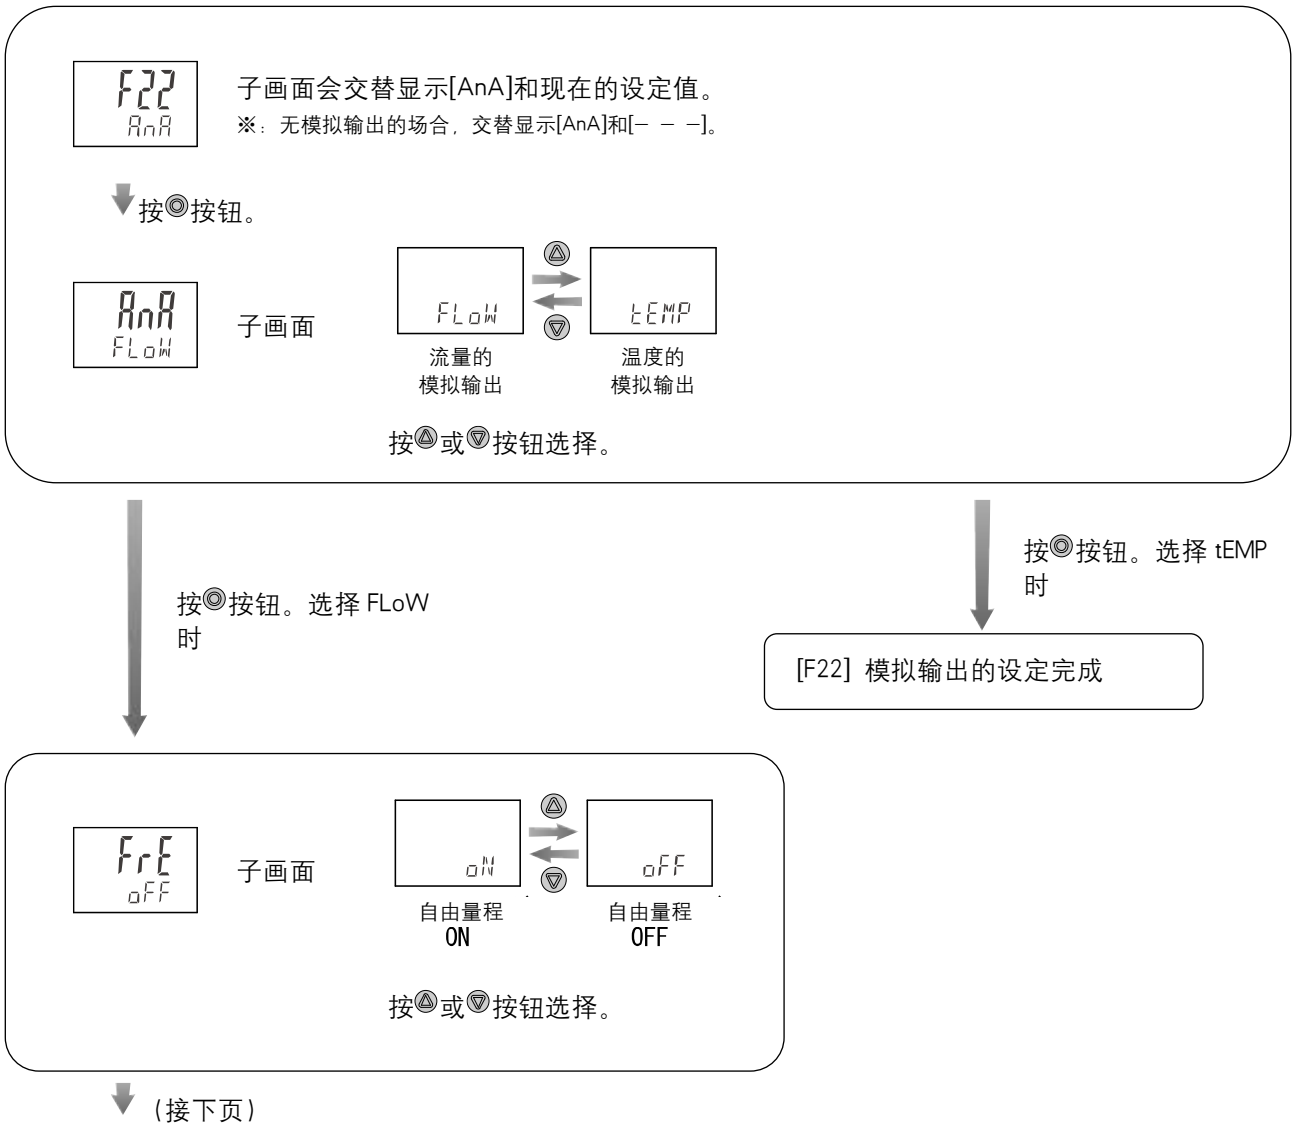 F22
AnA
子画面会交替显示[AnA]和现在的设定值。
※：无模拟输出的场合，交替显示[AnA]和[－ － －]。
按◎按钮。
AnA
FLoW
子画面
FLoW
tEMP
流量的
模拟输出
温度的
模拟输出
按△或▽按钮选择。
按◎按钮。选择 FLoW
时
按◎按钮。选择 tEMP
时
[F22] 模拟输出的设定完成
FrE
oFF
子画面
oN
oFF
自由量程
ON
自由量程
OFF
按△或▽按钮选择。
（接下页）